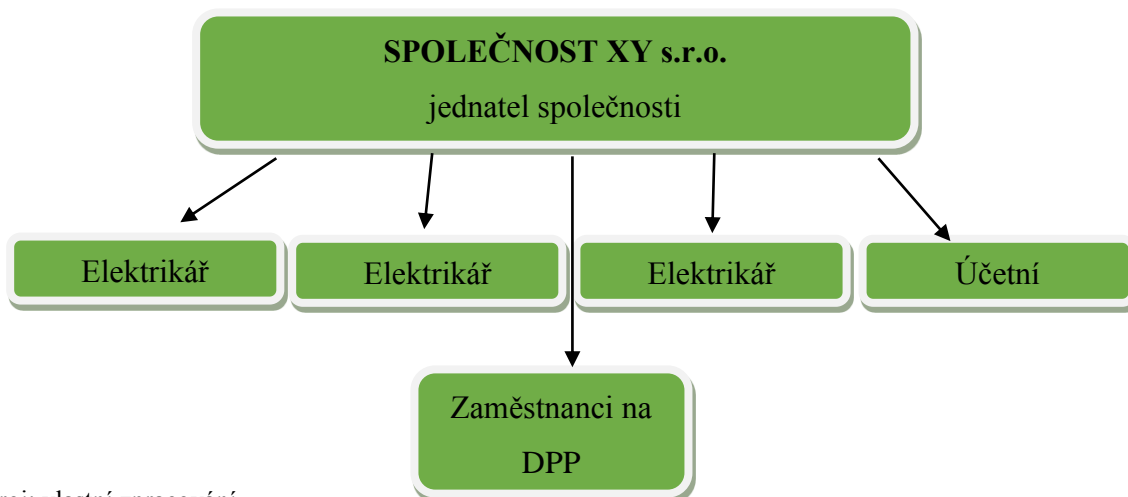 SPOLEČNOST XY s.r.o.
jednatel společnosti
Elektrikář
Elektrikář
Elektrikář
Účetní
Zaměstnanci na
DPP